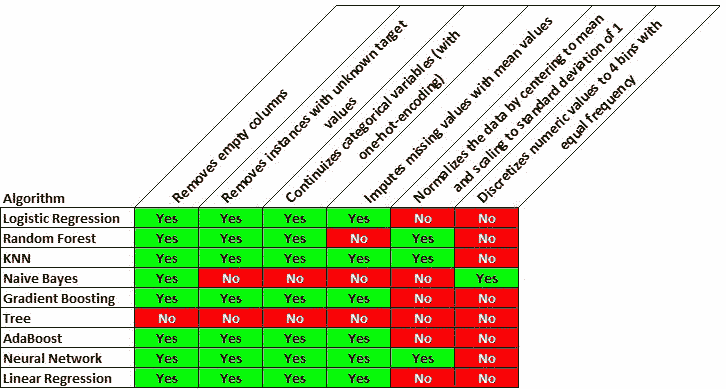 Removes empty columns
Removes instances with unknown target
values
Continuizes categorical variables (with
one-hot-encoding)
Imputes missing values with mean values
Normalizes the data by centering to mean
and scaling to standard deviation of 1
Discretizes numeric values to 4 bins with
equal frequency
Algorithm
Logistic Regression Yes Yes Yes Yes No No
Random Forest Yes Yes Yes No Yes No
KNN Yes Yes Yes Yes Yes No
Naive Bayes Yes No No No No Yes
Gradient Boosting Yes Yes Yes Yes No No
Tree No No No No No No
AdaBoost Yes Yes Yes Yes No No
Neural Network Yes Yes Yes Yes Yes No
Linear Regression Yes Yes Yes Yes No No